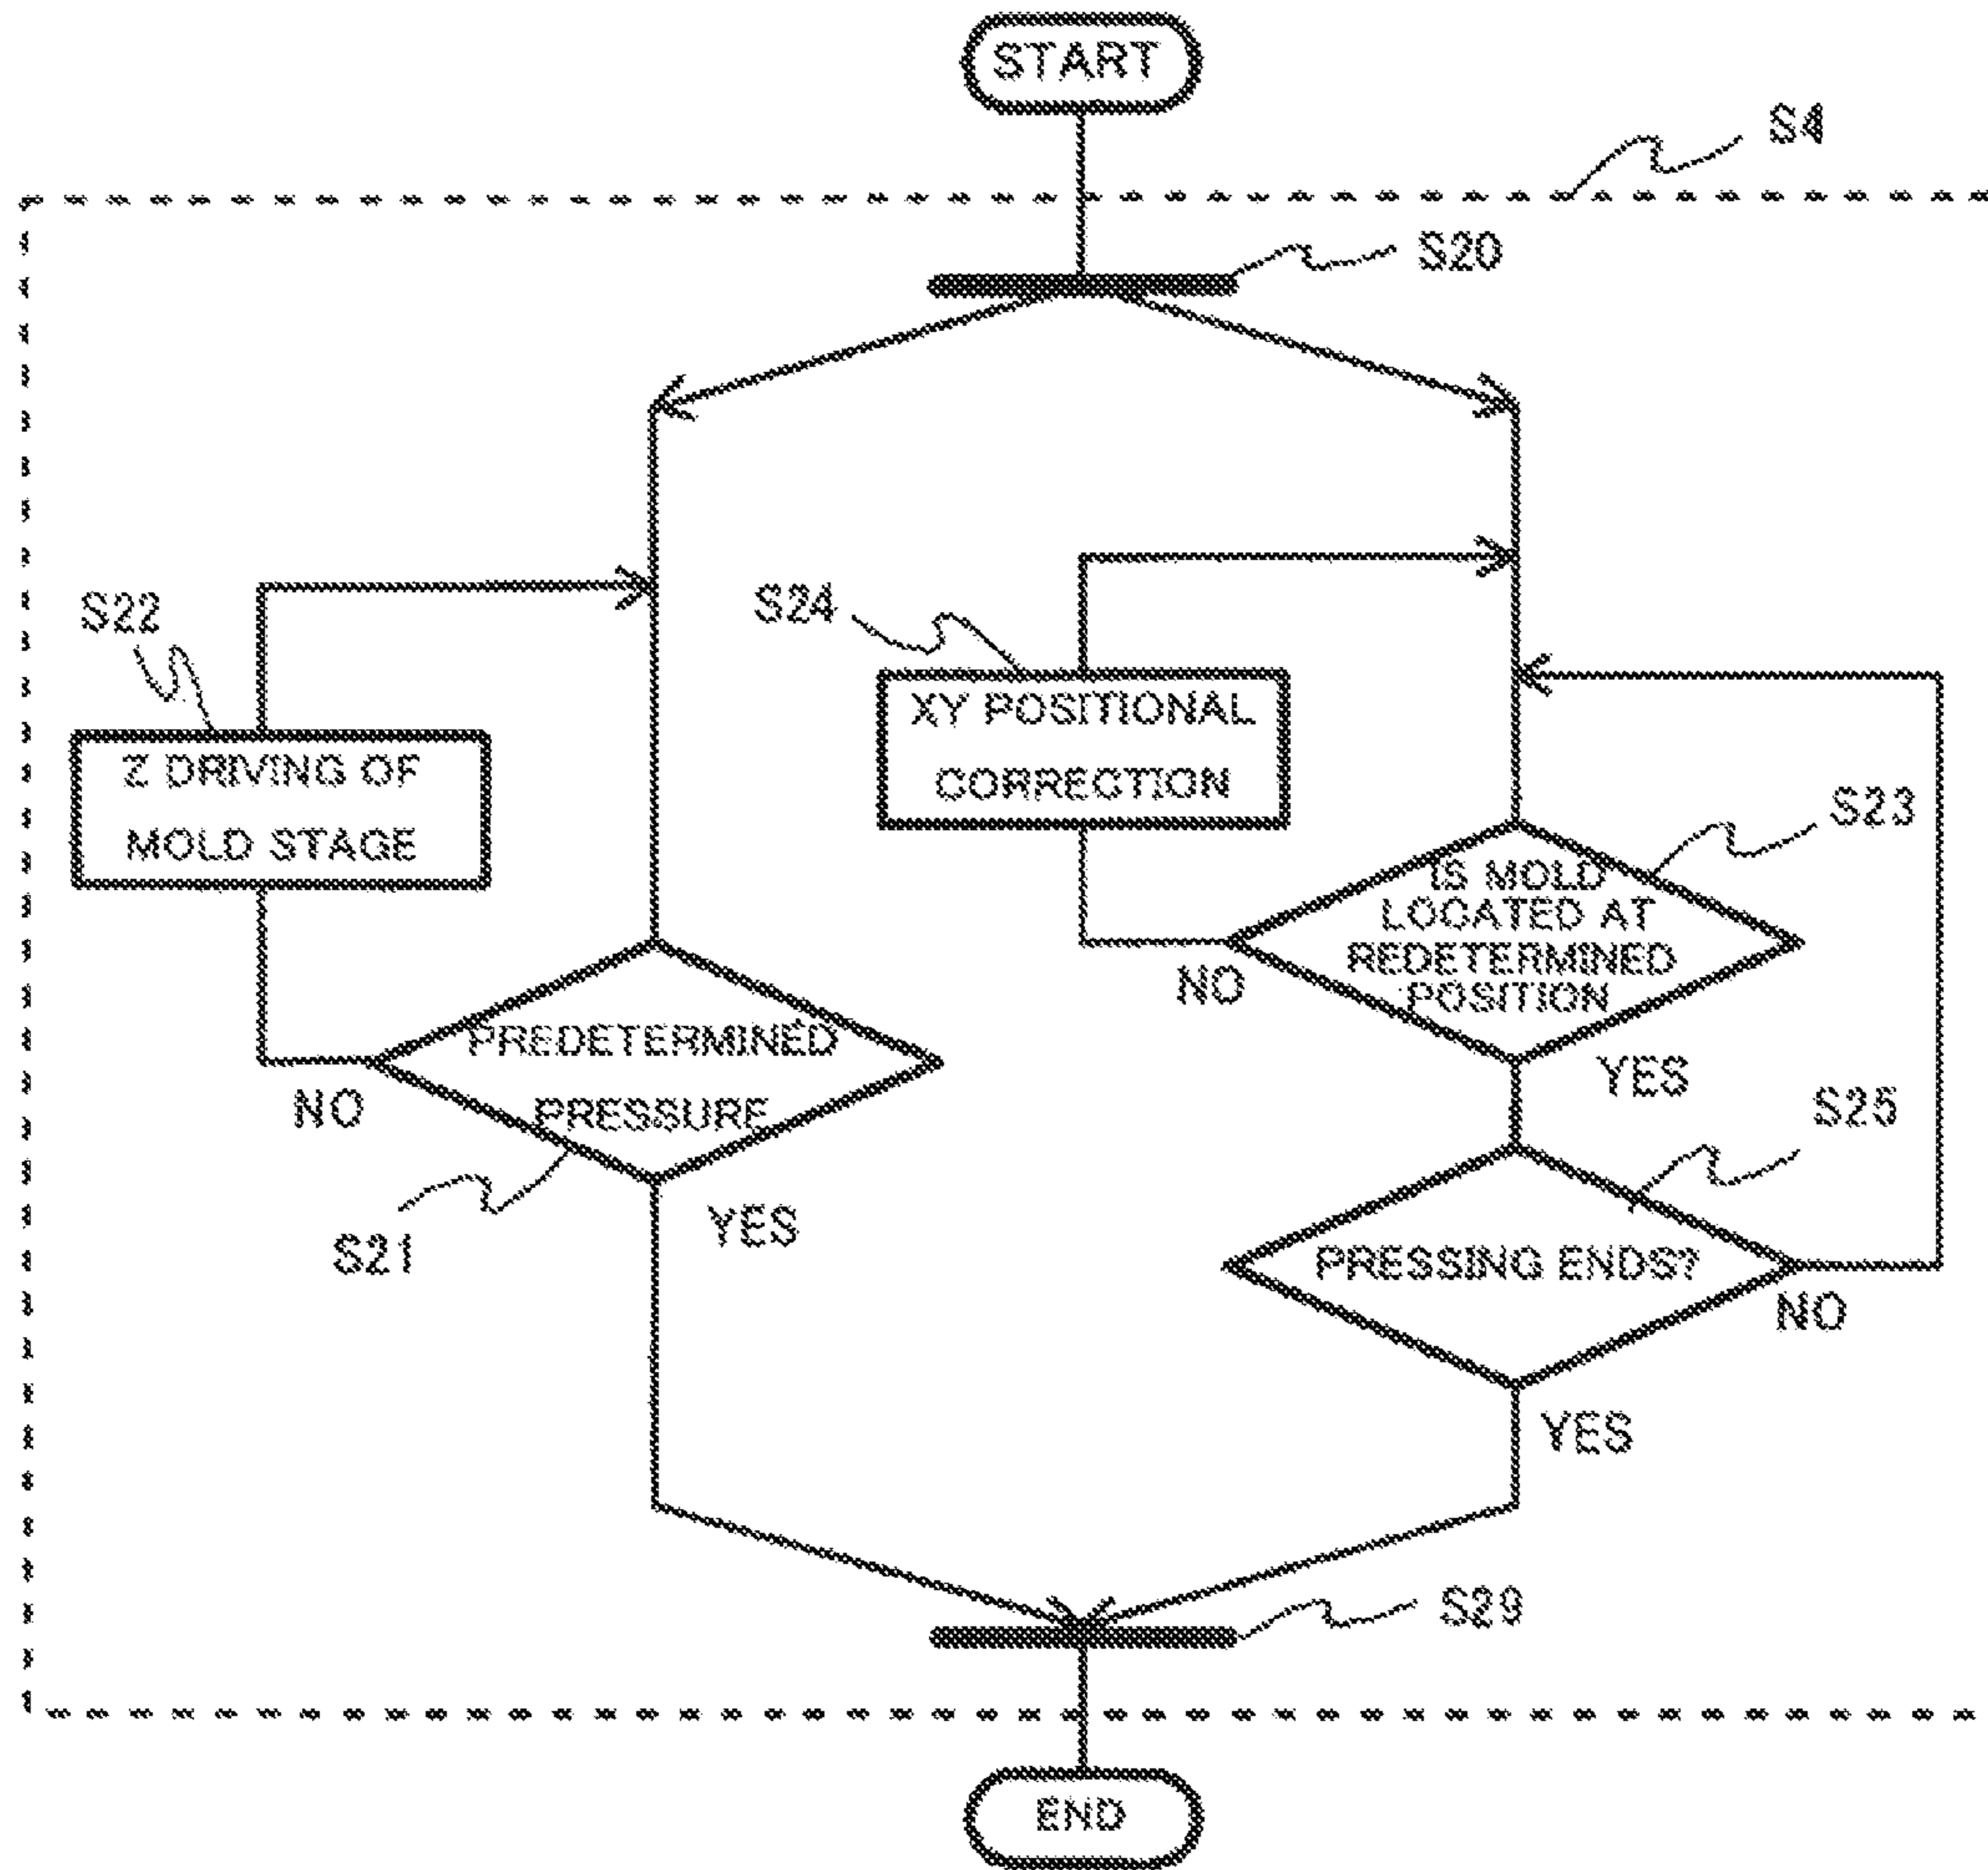 START
S4
S20
S22
S24
XY POSITIONAL
CORRECTION
Z DRIVING OF
MOLD STAGE
S23
IS MOLD
LOCATED AT
REDETERMINED
POSITION
NO
YES
PREDETERMINED
PRESSURE
NO
YES
S21
S25
PRESSING ENDS?
NO
YES
S29
END